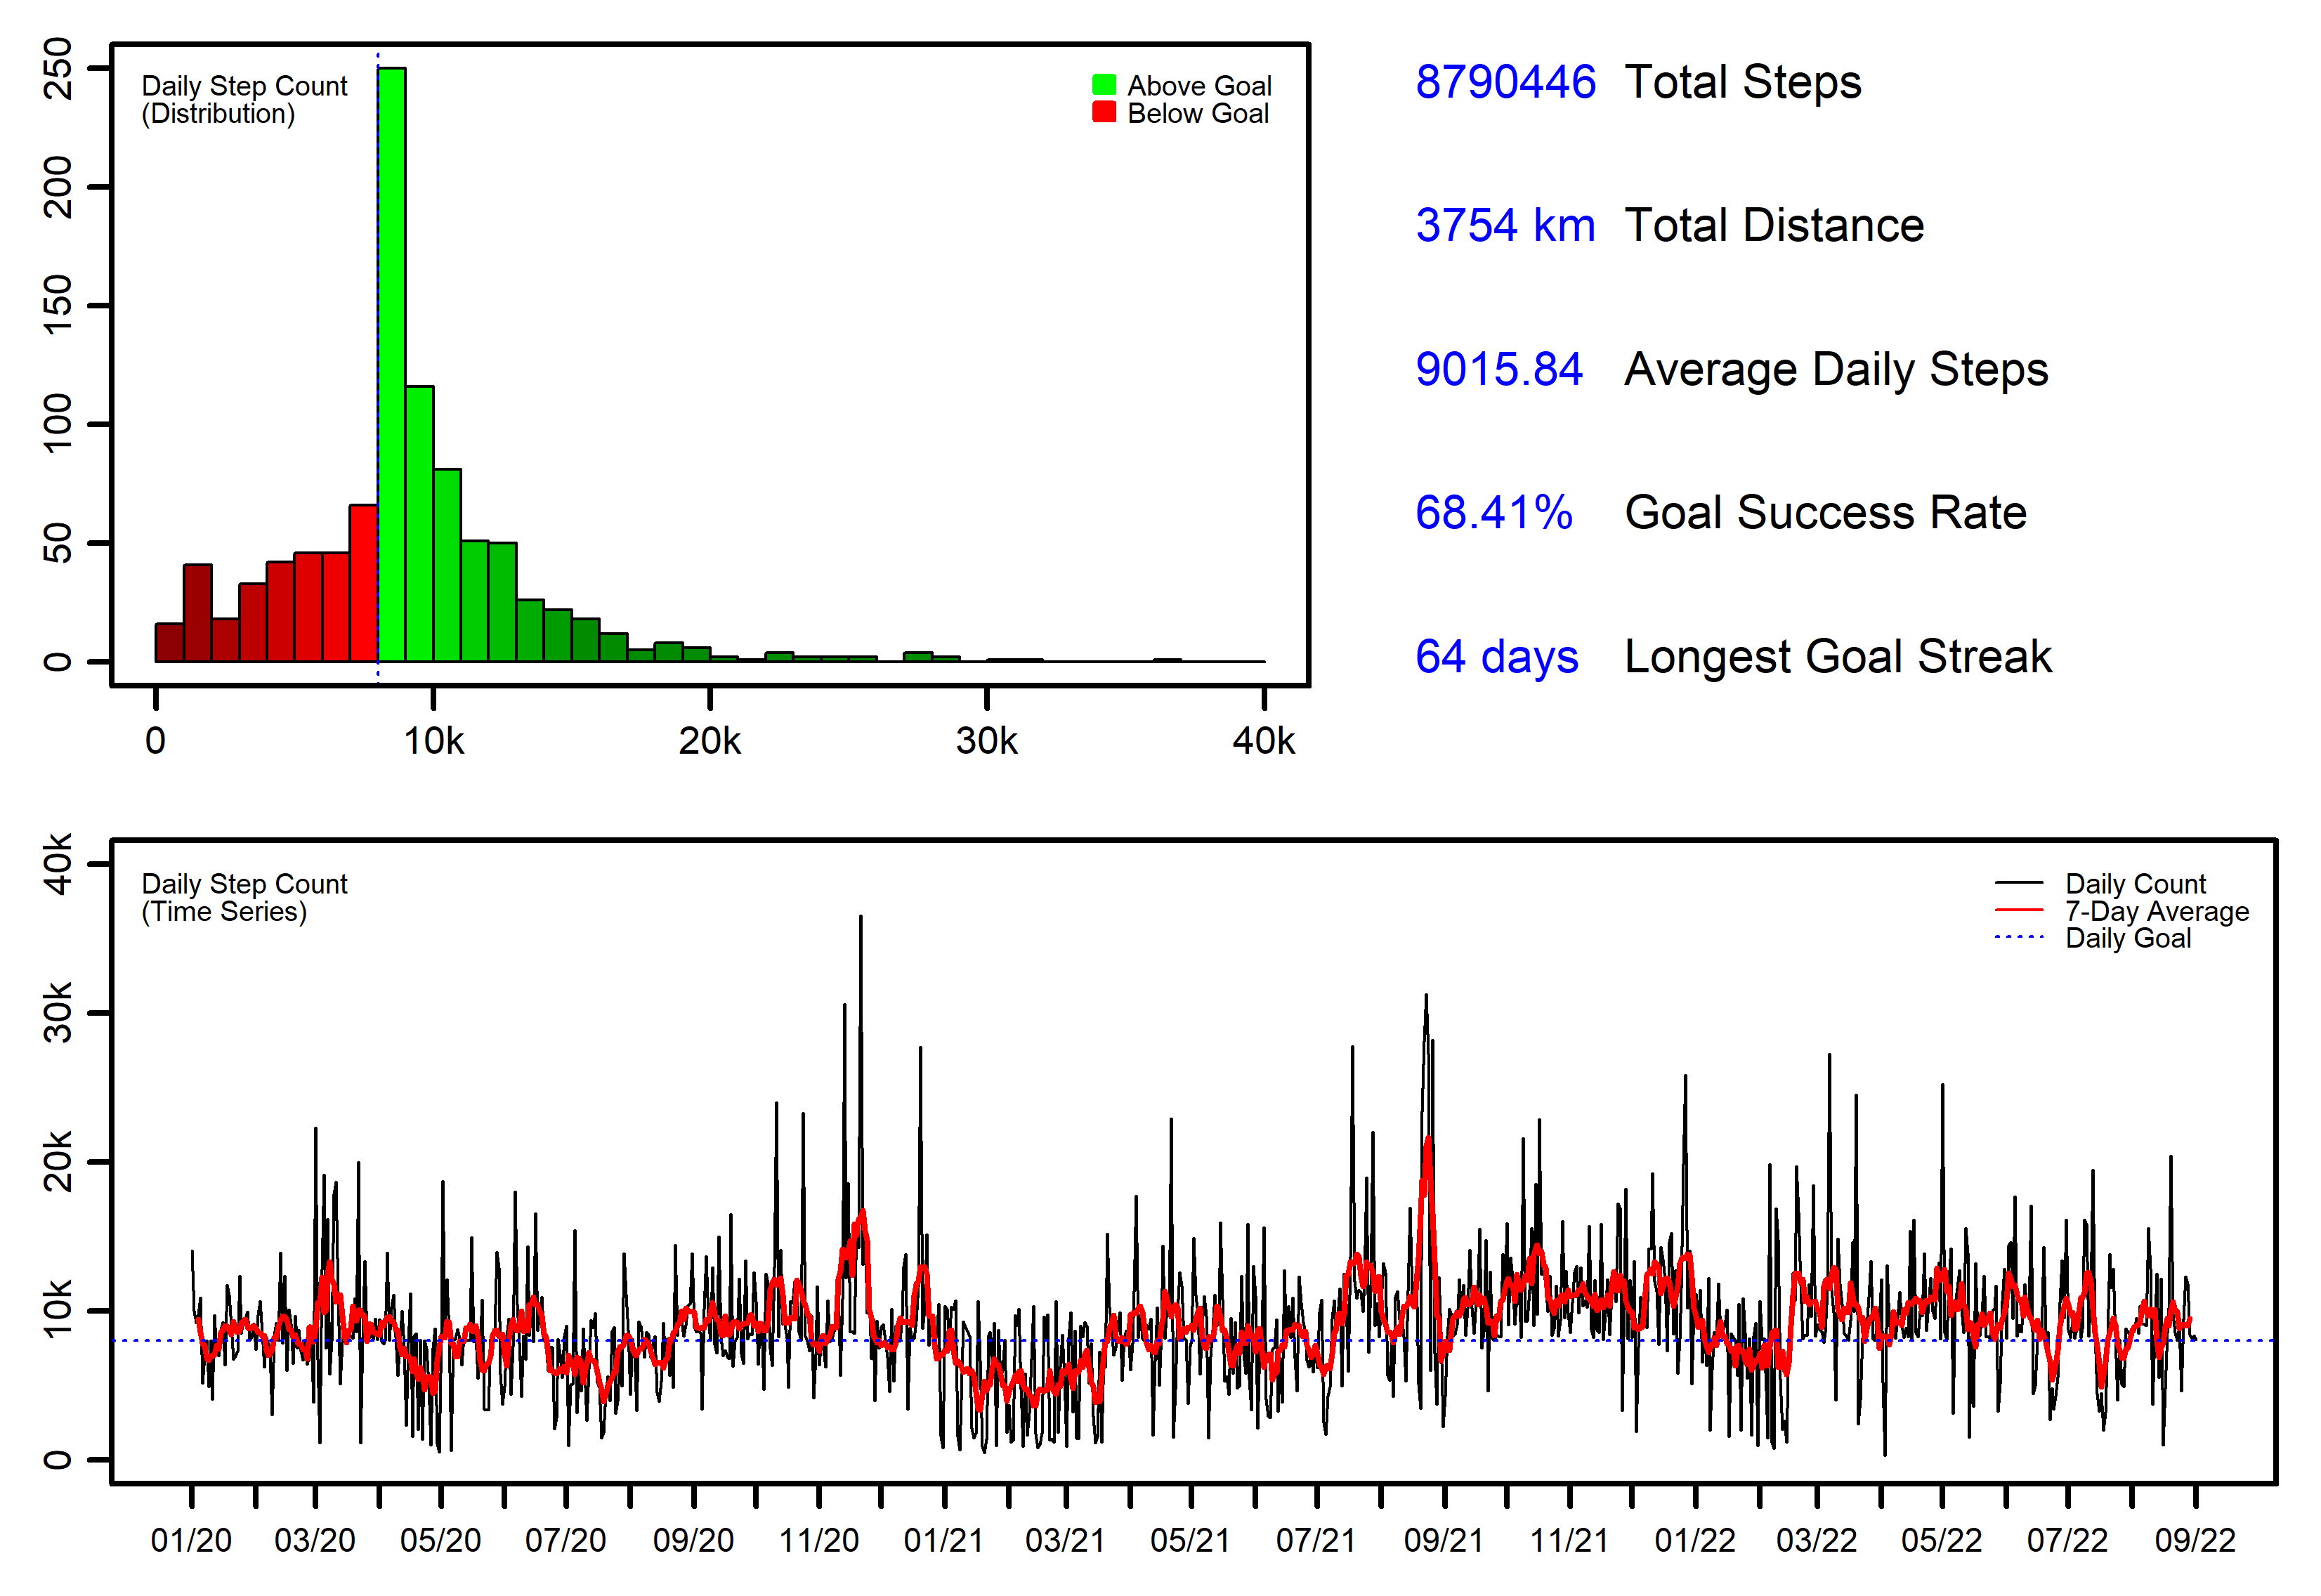 Daily Step Count
(Distribution)
Above Goal
Below Goal
250
200
150
100
50
0
0 10k 20k 30k 40k
8790446 Total Steps
3754 km Total Distance
9015.84 Average Daily Steps
68.41% Goal Success Rate
64 days Longest Goal Streak
Daily Step Count
(Time Series)
Daily Count
7-Day Average
Daily Goal
40k
30k
20k
10k
0
01/20 03/20 05/20 07/20 09/20 11/20 01/21 03/21 05/21 07/21 09/21 11/21 01/22 03/22 05/22 07/22 09/22